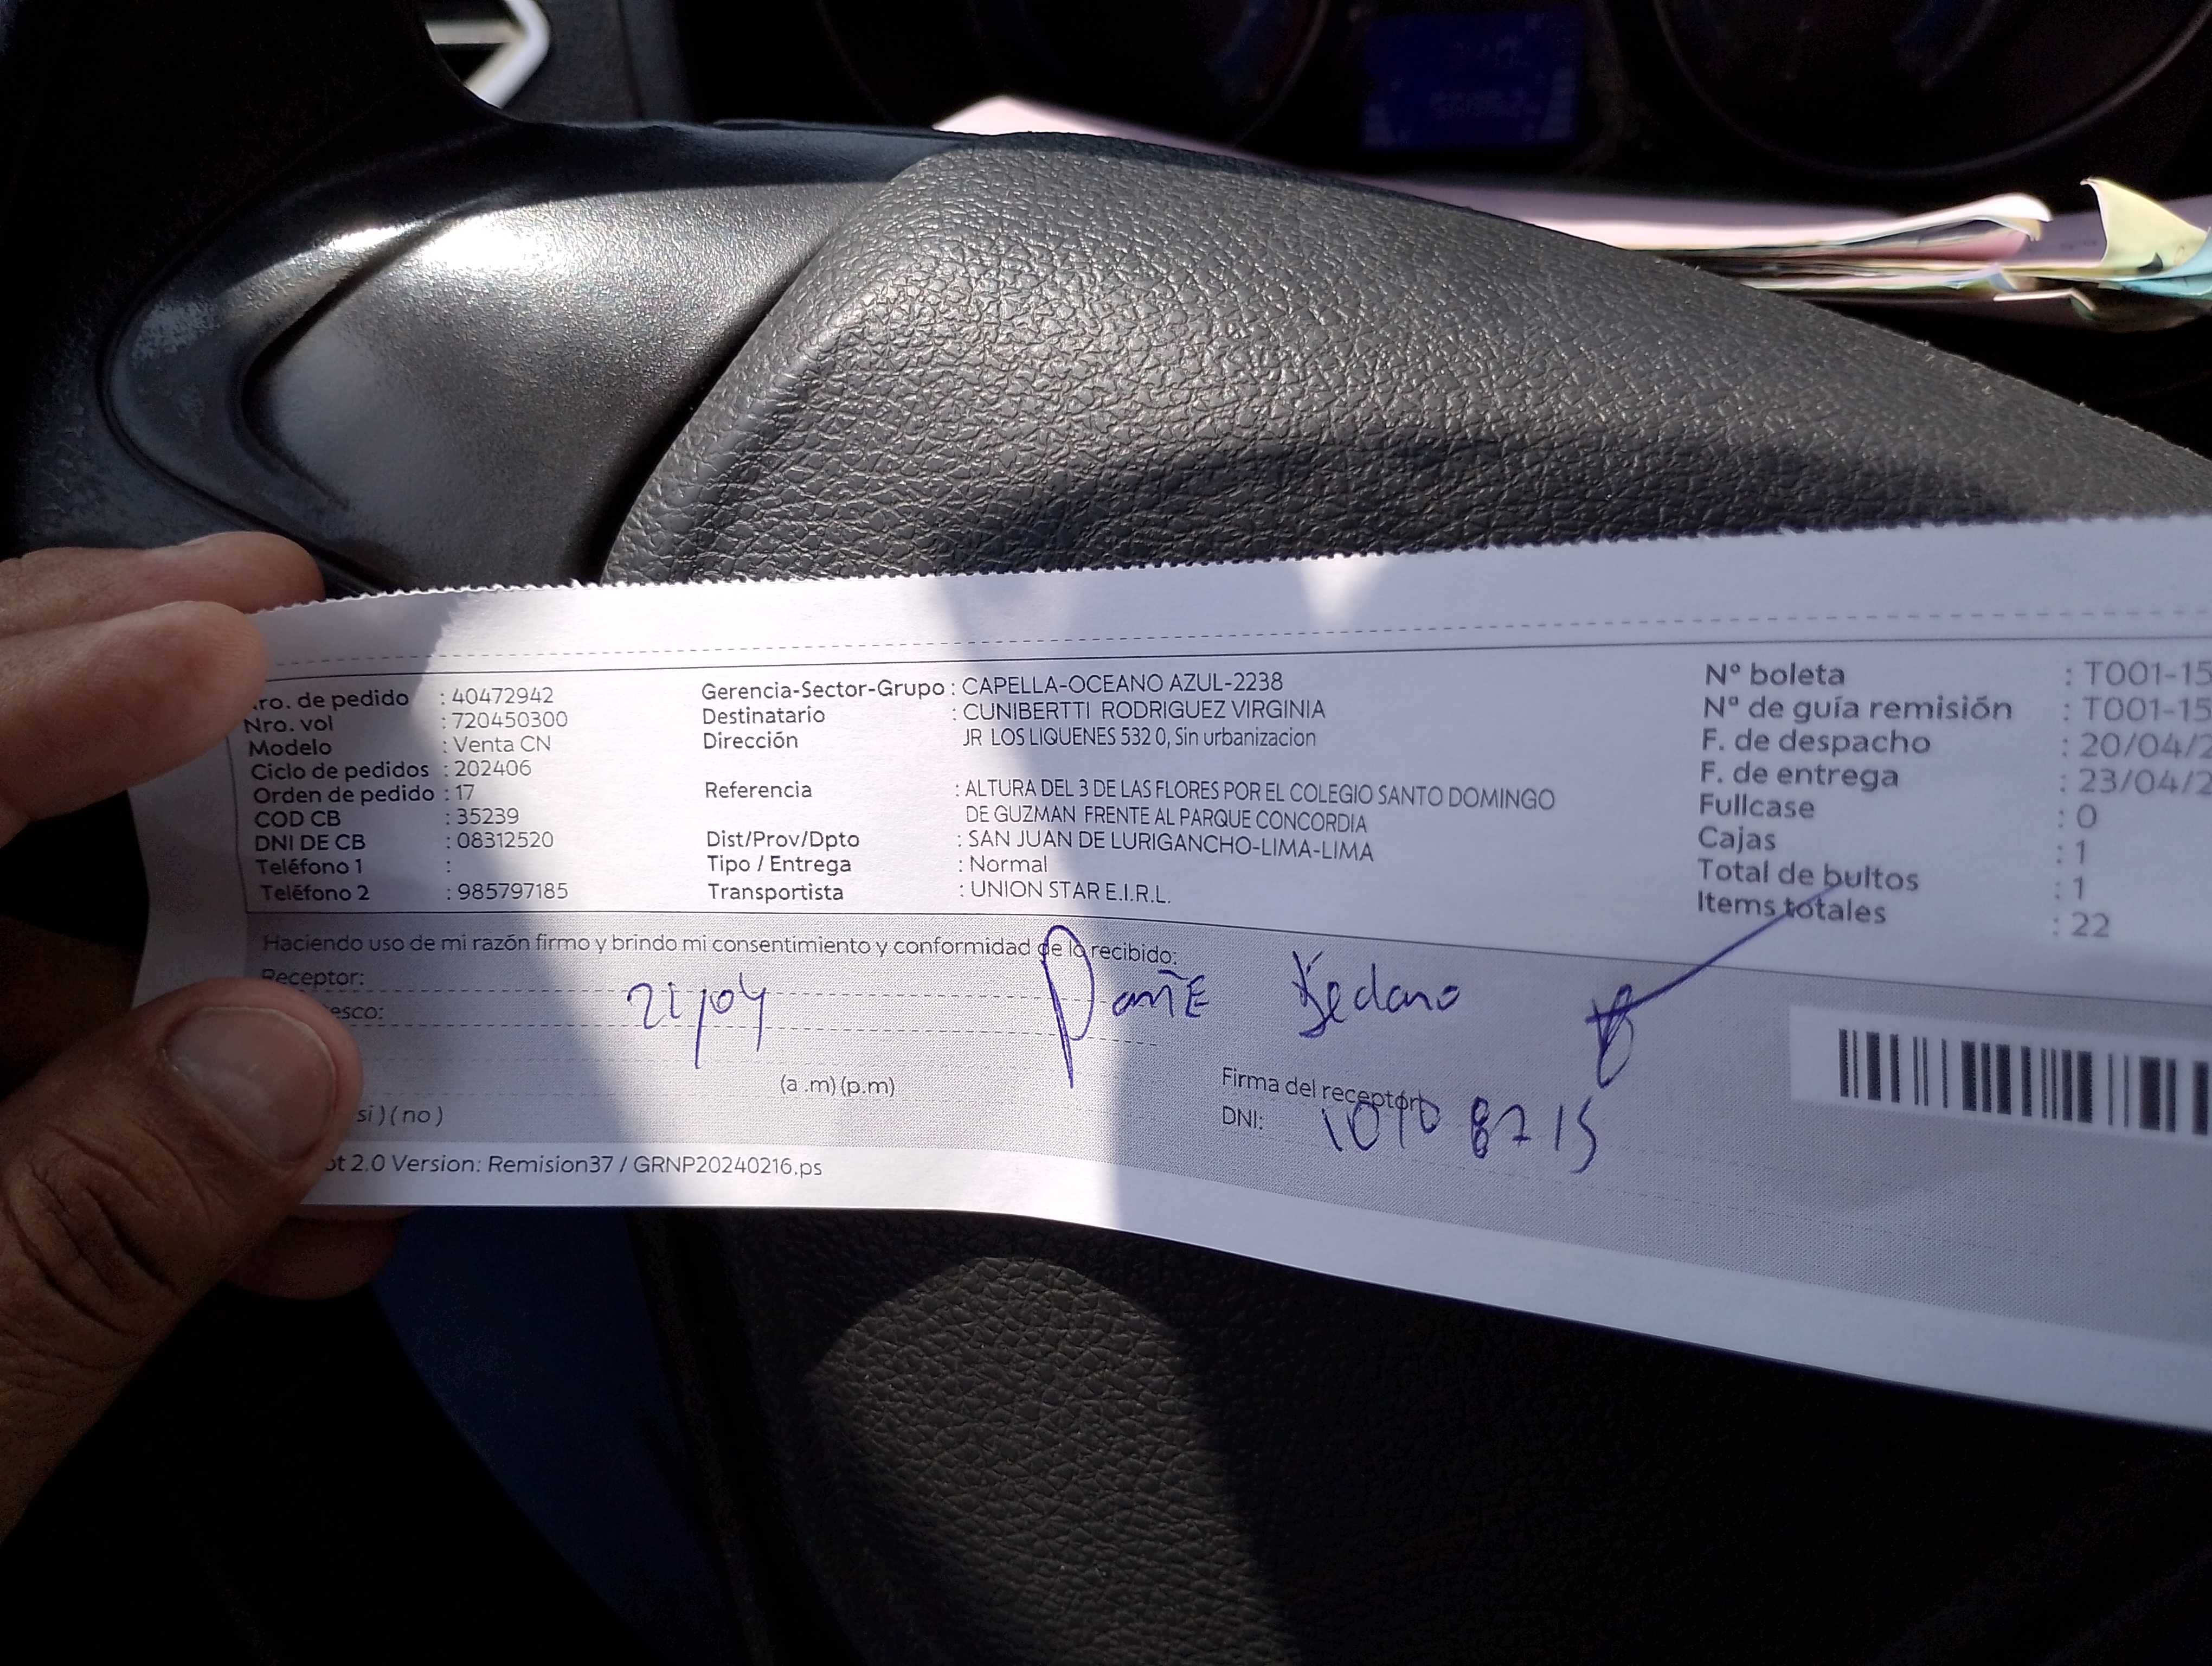 ro. de pedido : 40472942
Nro. vol : 720450300
Modelo : Venta CN
Ciclo de pedidos : 202406
Orden de pedido : 17
COD CB : 35239
DNI DE CB : 08312520
Teléfono 1 :
Teléfono 2 : 985797185
Gerencia-Sector-Grupo : CAPELLA-OCEANO AZUL-2238
Destinatario : CUNIBERTTI RODRIGUEZ VIRGINIA
Dirección JR LOS LIQUENES 532 0, Sin urbanizacion
Referencia : ALTURA DEL 3 DE LAS FLORES POR EL COLEGIO SANTO DOMINGO
DE GUZMAN FRENTE AL PARQUE CONCORDIA
Dist/Prov/Dpto : SAN JUAN DE LURIGANCHO-LIMA-LIMA
Tipo / Entrega : Normal
Transportista : UNION STAR E.I.R.L.
Nº boleta : T001-15
Nº de guía remisión : T001-15
F. de despacho : 20/04/2
F. de entrega : 23/04/2
Fullcase : 0
Cajas : 1
Total de bultos : 1
Items totales : 22
Haciendo uso de mi razón firmo y brindo mi consentimiento y conformidad de lo recibido:
Receptor:
esco:
Sedano
(a .m) (p.m)
si ) ( no )
Firma del receptor
DNI:
ot 2.0 Version: Remision37 / GRNP20240216.ps